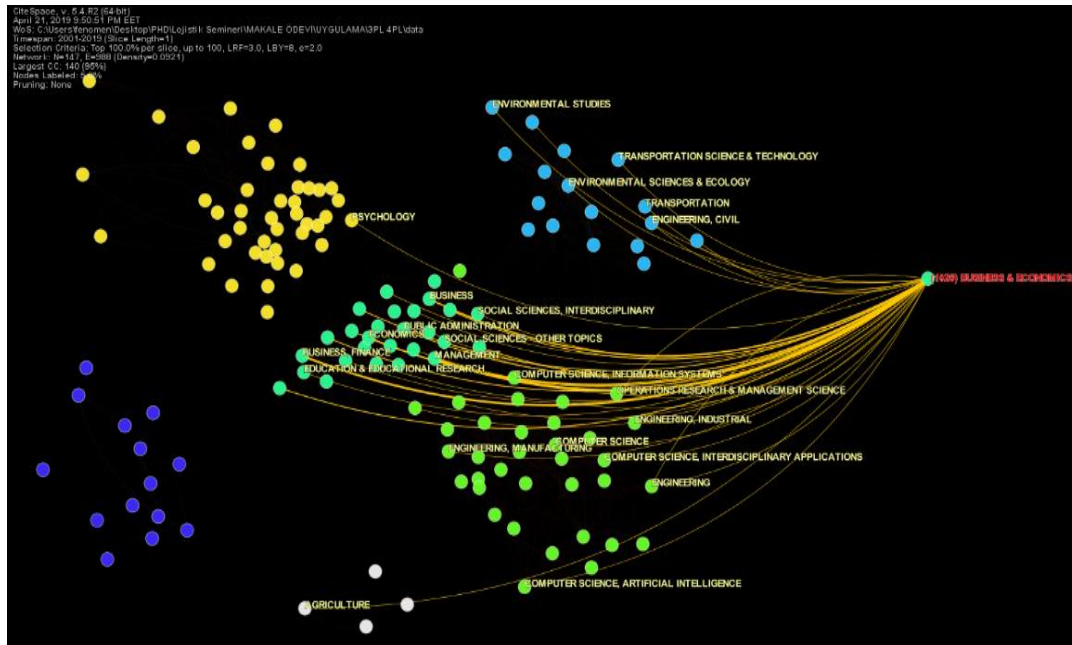 CiteSpace, v. 5.4.R2 (64-bit)
April 21, 2019 9:50:51 PM EET
WoS: C:\Users\fenomen\Desktop\PHD\Lojistik Semineri\MAKALE ÖDEVİ\UYGULAMA\3PL 4PL\data
Timespan: 2001-2019 (Slice Length=1)
Selection Criteria: Top 100.0% per slice, up to 100, LRF=3.0, LBY=8, e=2.0
Network: N=147, E=988 (Density=0.0921)
Largest CC: 140 (95%)
Nodes Labeled:
Pruning: None
ENVIRONMENTAL STUDIES
TRANSPORTATION SCIENCE & TECHNOLOGY
ENVIRONMENTAL SCIENCES & ECOLOGY
TRANSPORTATION
PSYCHOLOGY
ENGINEERING, CIVIL
BUSINESS & ECONOMICS
BUSINESS
SOCIAL SCIENCES, INTERDISCIPLINARY
PUBLIC ADMINISTRATION
ECONOMICS
SOCIAL SCIENCES - OTHER TOPICS
BUSINESS, FINANCE
MANAGEMENT
EDUCATION & EDUCATIONAL RESEARCH
COMPUTER SCIENCE, INFORMATION SYSTEMS
OPERATIONS RESEARCH & MANAGEMENT SCIENCE
ENGINEERING, INDUSTRIAL
COMPUTER SCIENCE
ENGINEERING, MANUFACTURING
COMPUTER SCIENCE, INTERDISCIPLINARY APPLICATIONS
ENGINEERING
COMPUTER SCIENCE, ARTIFICIAL INTELLIGENCE
AGRICULTURE